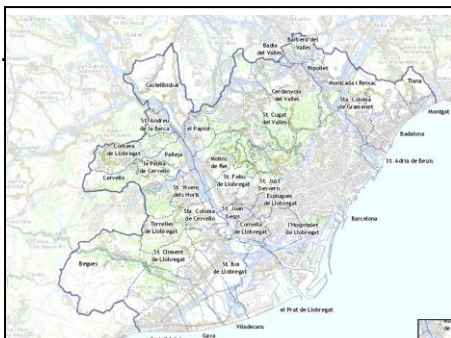 Barberà del
Vallès
Badia
del Vallès
Ripollet
Castellbisbal
Montcada i Reixac
Tiana
Cerdanyola
del Vallès
Sta. Coloma
de Gramenet
Montgat
St. Cugat
del Vallès
St. Andreu
de la Barca
el Papiol
Badalona
Corbera
de Llobregat
Pallejà
Molins
de Rei
St. Adrià de Besòs
la Palma
de Cervelló
Cervelló
St. Feliu
de Llobregat
St. Just
Desvern
St. Vicenç
dels Horts
Esplugues
de Llobregat
St. Joan
Despí
Sta. Coloma
de Cervelló
Barcelona
Torrelles
de Llobregat
Cornellà
de Llobregat
l'Hospitalet
de Llobregat
St. Climent
de Llobregat
Begues
St. Boi
de Llobregat
el Prat de Llobregat
Viladecans
Gavà